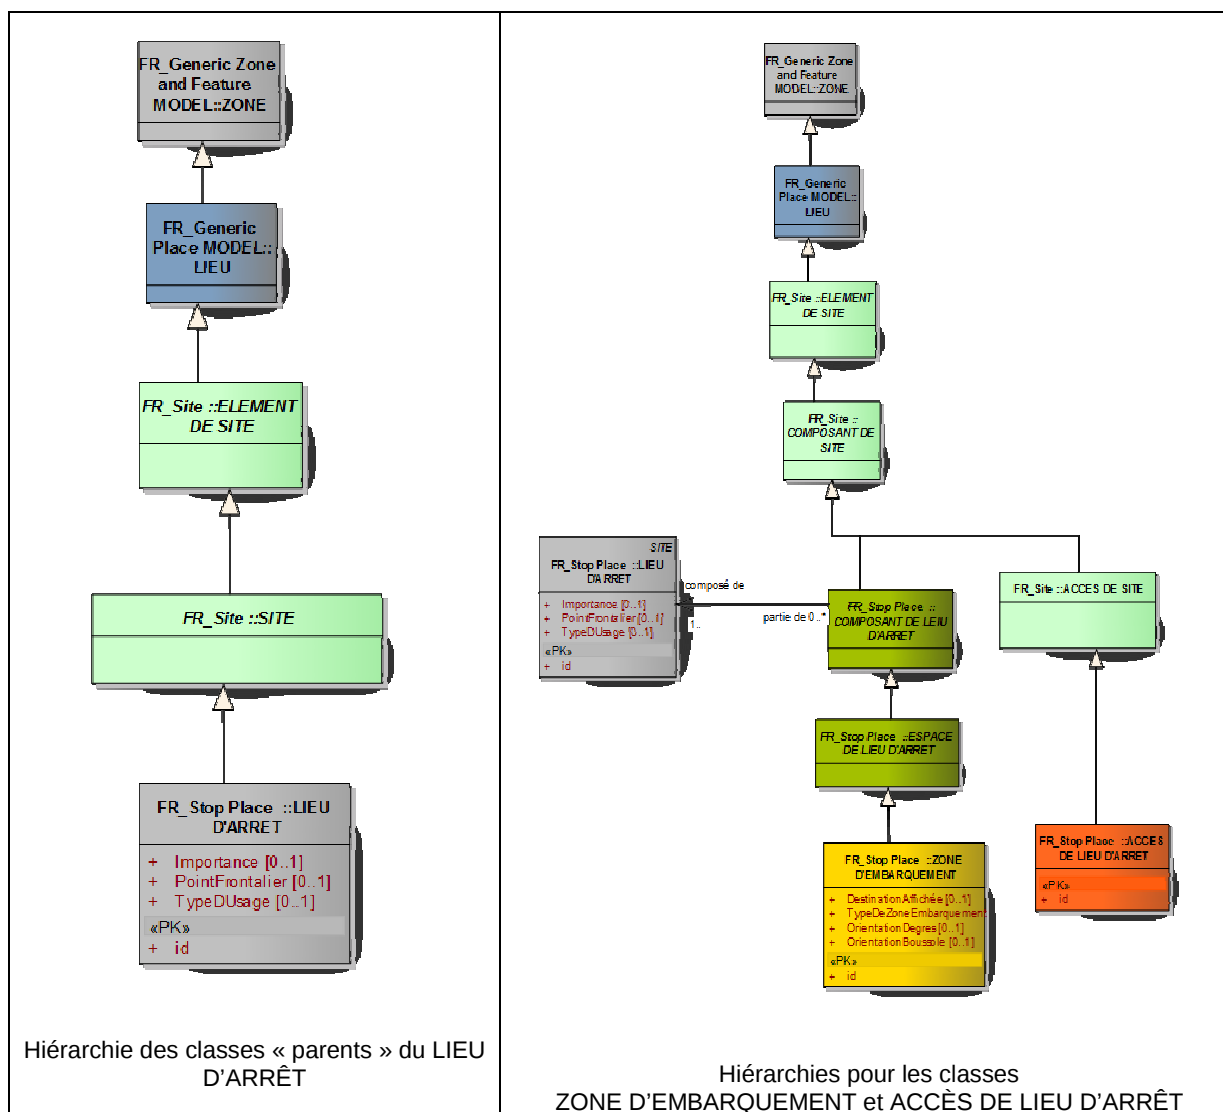 FR_Generic Zone
and Feature
MODEL::ZONE
FR_Generic
Place MODEL::
LIEU
FR_Site ::ELEMENT
DE SITE
FR_Site ::SITE
FR_Stop Place ::LIEU
D'ARRET
+ Importance [0..1]
+ PointFrontalier [0..1]
+ TypeDUsage [0..1]
«PK»
+ id
Hiérarchie des classes « parents » du LIEU
D'ARRÊT
FR_Generic Zone
and Feature
MODEL::ZONE
FR_Generic
Place MODEL::
LIEU
FR_Site ::ELEMENT
DE SITE
FR_Site ::
COMPOSANT DE
SITE
SITE
FR_Stop Place ::LIEU
D'ARRET
+ Importance [0..1]
+ PointFrontalier [0..1]
+ TypeDUsage [0..1]
«PK»
+ id
composé de
1..
partie de 0..*
FR_Stop Place ::
COMPOSANT DE LEIU
D'ARRET
FR_Site ::ACCES DE SITE
FR_Stop Place ::ESPACE
DE LIEU D'ARRET
FR_Stop Place ::ZONE
D'EMBARQUEMENT
+ DestinationAffichée [0..1]
+ TypeDeZoneEmbarquement
+ OrientationDegres [0..1]
+ OrientationBoussole [0..1]
«PK»
+ id
FR_Stop Place ::ACCES
DE LIEU D'ARRET
«PK»
+ id
Hiérarchies pour les classes
ZONE D'EMBARQUEMENT et ACCÈS DE LIEU D'ARRÊT